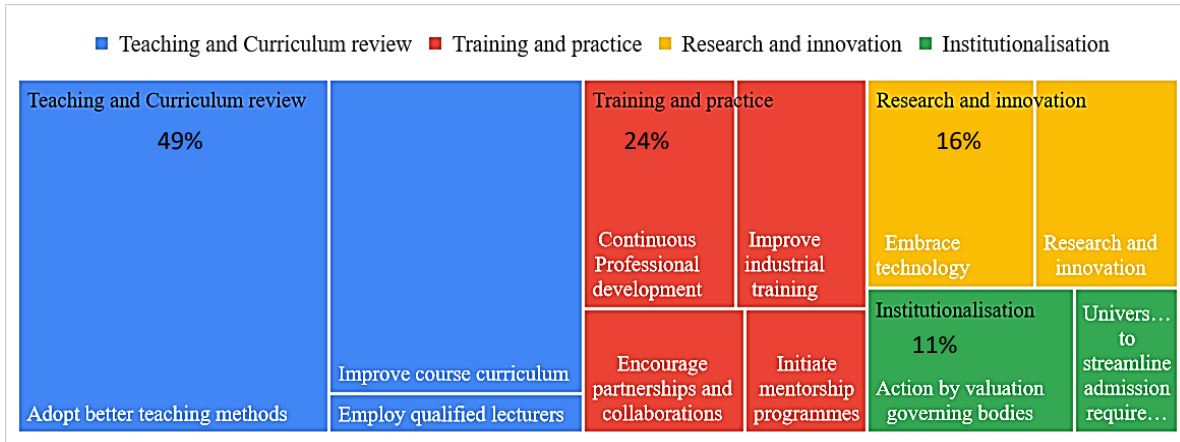 Teaching and Curriculum review Training and practice Research and innovation Institutionalisation
Teaching and Curriculum review
49%
Adopt better teaching methods
Improve course curriculum
Employ qualified lecturers
Training and practice
24%
Continuous
Professional
development
Improve
industrial
training
Encourage
partnerships and
collaborations
Initiate
mentorship
programmes
Research and innovation
16%
Embrace
technology
Research and
innovation
Institutionalisation
11%
Action by valuation
governing bodies
Univers…
to
streamline
admission
require…